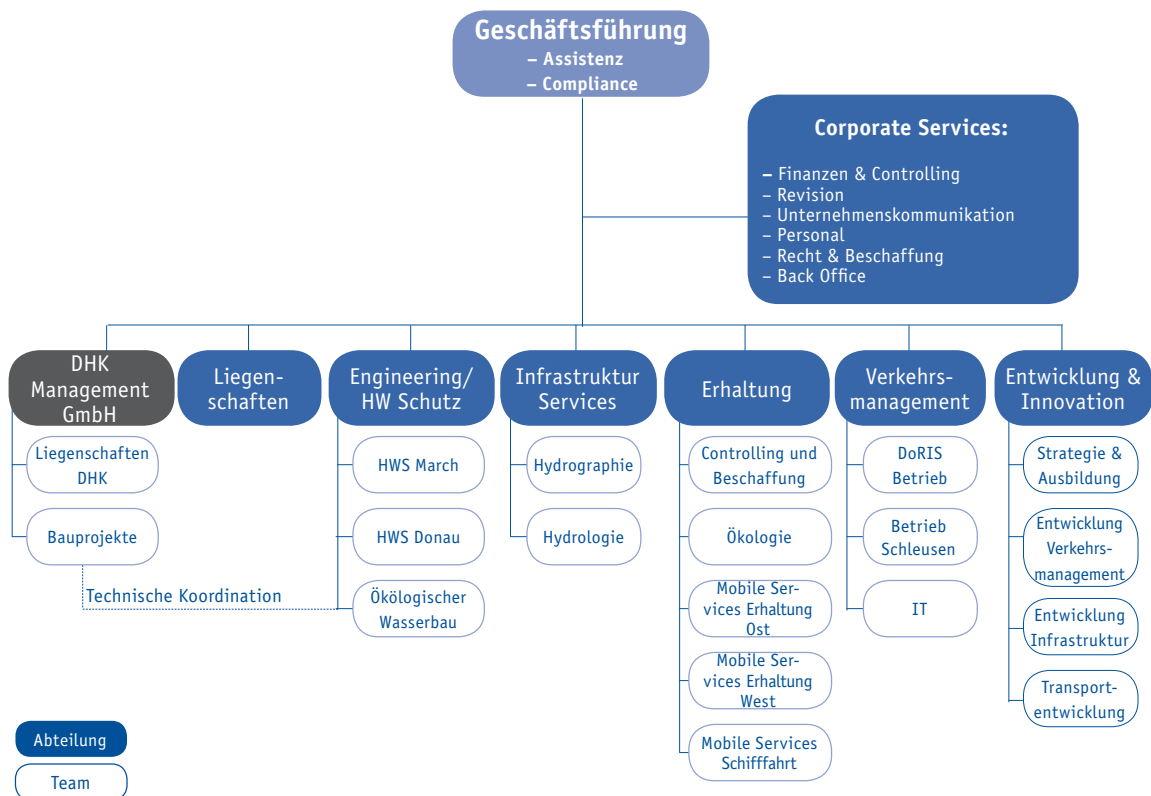 Geschäftsführung
– Assistenz
– Compliance
Corporate Services:
– Finanzen & Controlling
– Revision
– Unternehmenskommunikation
– Personal
– Recht & Beschaffung
– Back Office
DHK
Management
GmbH
Liegenschaften
DHK
Bauprojekte
Technische Koordination
Liegen-
schaften
Engineering/
HW Schutz
HWS March
HWS Donau
Ökölogischer
Wasserbau
Infrastruktur
Services
Hydrographie
Hydrologie
Erhaltung
Controlling und
Beschaffung
Ökologie
Mobile Ser-
vices Erhaltung
Ost
Mobile Ser-
vices Erhaltung
West
Mobile Services
Schifffahrt
Verkehrs-
management
DoRIS
Betrieb
Betrieb
Schleusen
IT
Entwicklung &
Innovation
Strategie &
Ausbildung
Entwicklung
Verkehrs-
management
Entwicklung
Infrastruktur
Transport-
entwicklung
Abteilung
Team